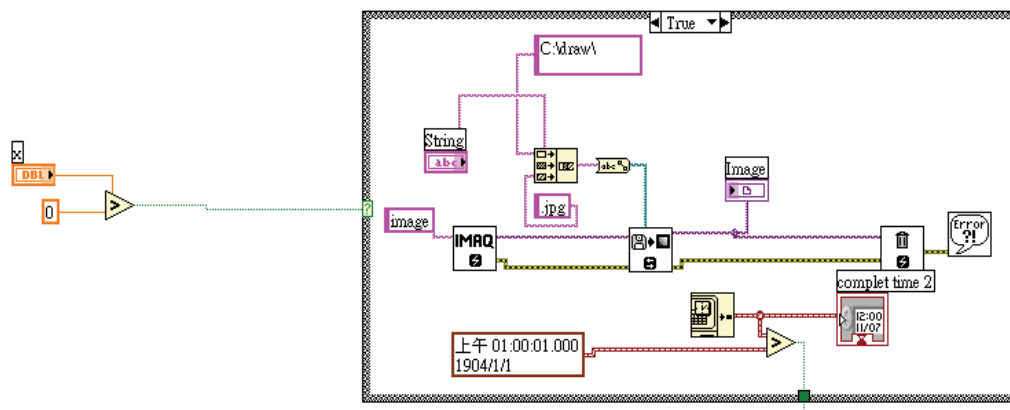 True
C:\draw\
String
abc
x
DBL
0
>
?
abc
Image
.jpg
image
IMAQ
Error
?!
complet time 2
12:00
11/07
上午 01:00:01.000
1904/1/1
>